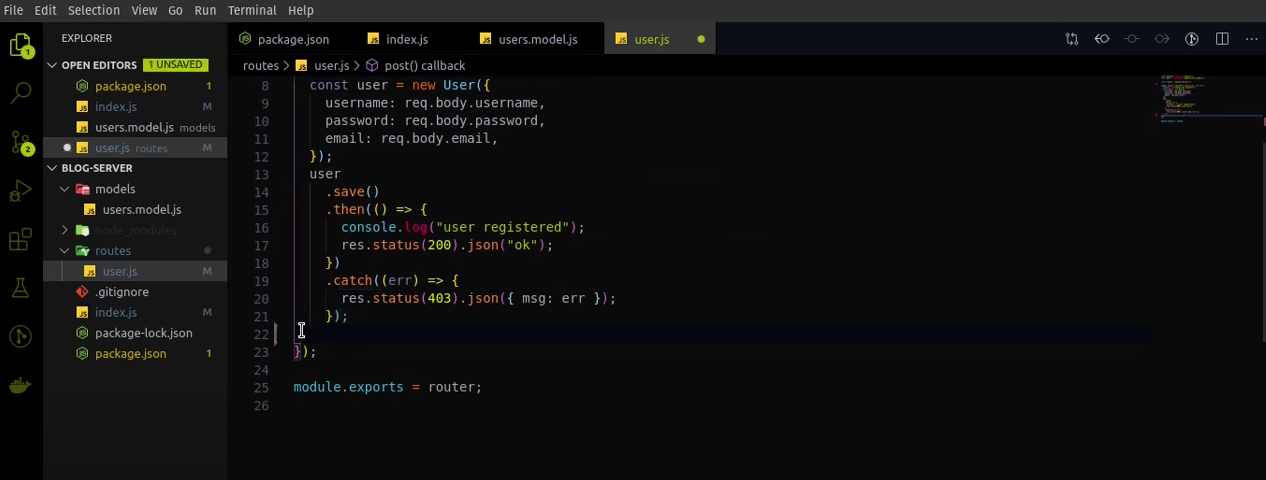 File Edit Selection View Go Run Terminal Help
EXPLORER
package.json index.js users.model.js user.js
OPEN EDITORS 1 UNSAVED
routes > user.js > post() callback
package.json 1
index.js M
users.model.js models
user.js routes M
BLOG-SERVER
models
users.model.js
node_modules
routes
user.js M
.gitignore
index.js M
package-lock.json
package.json 1
1
2
8 const user = new User({
9 username: req.body.username,
10 password: req.body.password,
11 email: req.body.email,
12 });
13 user
14 .save()
15 .then(() => {
16 console.log("user registered");
17 res.status(200).json("ok");
18 })
19 .catch((err) => {
20 res.status(403).json({ msg: err });
21 });
22
23 });
24
25 module.exports = router;
26